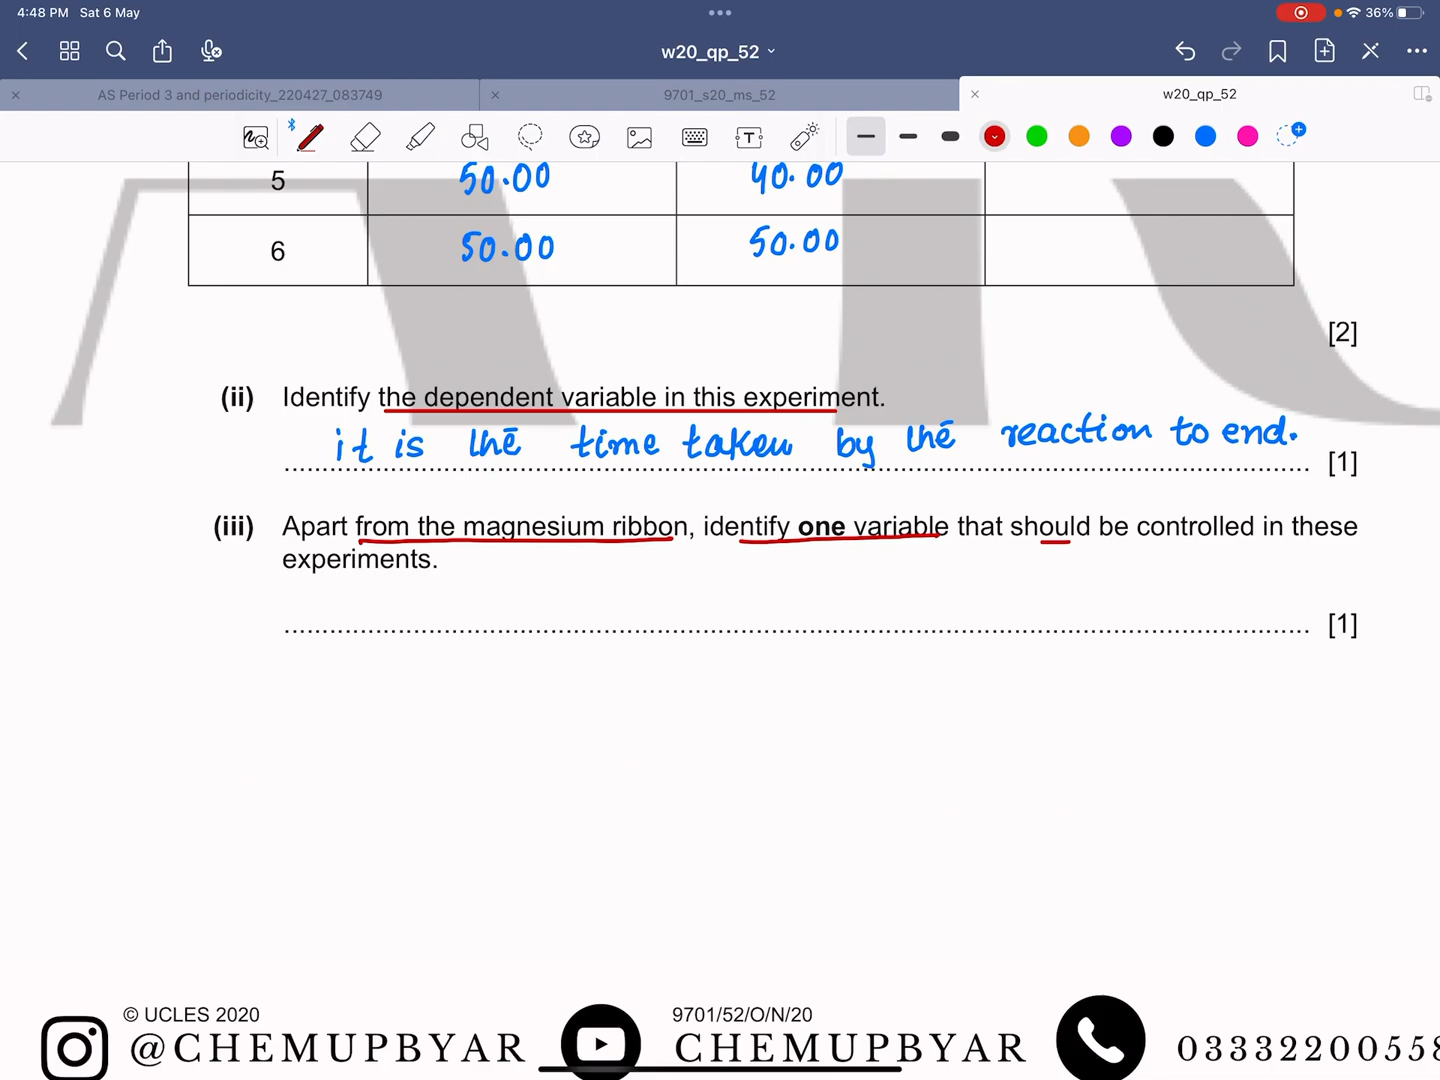 4:48 PM Sat 6 May
36%
w20_qp_52
AS Period 3 and periodicity_220427_083749
9701_s20_ms_52
w20_qp_52
5 50.00 40.00
6 50.00 50.00
[2]
(ii) Identify the dependent variable in this experiment.
it is the time taken by the reaction to end.
[1]
(iii) Apart from the magnesium ribbon, identify one variable that should be controlled in these
experiments.
[1]
© UCLES 2020
9701/52/O/N/20
@CHEMUPBYAR
CHEMUPBYAR
03332200558